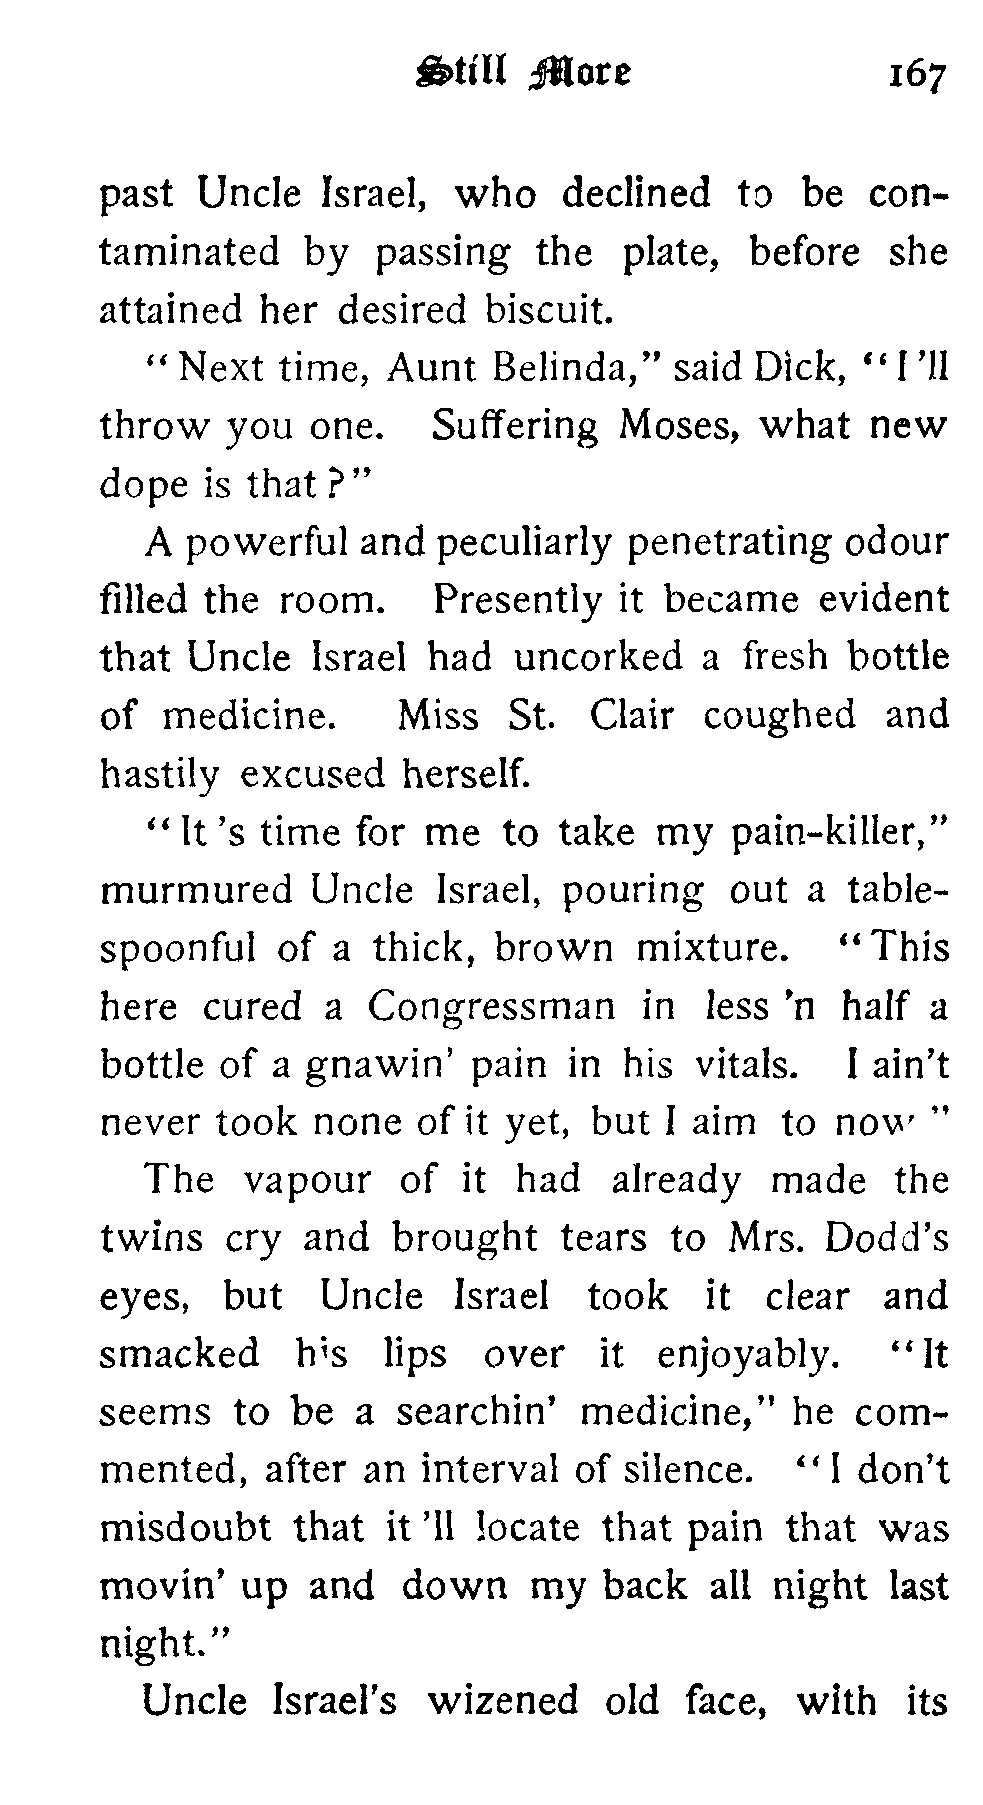 Still More 167
past Uncle Israel, who declined to be con-
taminated by passing the plate, before she
attained her desired biscuit.
“Next time, Aunt Belinda,” said Dick, “I’ll
throw you one. Suffering Moses, what new
dope is that?”
A powerful and peculiarly penetrating odour
filled the room. Presently it became evident
that Uncle Israel had uncorked a fresh bottle
of medicine. Miss St. Clair coughed and
hastily excused herself.
“It ’s time for me to take my pain-killer,”
murmured Uncle Israel, pouring out a table-
spoonful of a thick, brown mixture. “This
here cured a Congressman in less ’n half a
bottle of a gnawin’ pain in his vitals. I ain’t
never took none of it yet, but I aim to now ”
The vapour of it had already made the
twins cry and brought tears to Mrs. Dodd’s
eyes, but Uncle Israel took it clear and
smacked his lips over it enjoyably. “It
seems to be a searchin’ medicine,” he com-
mented, after an interval of silence. “I don’t
misdoubt that it ’ll locate that pain that was
movin’ up and down my back all night last
night.”
Uncle Israel’s wizened old face, with its